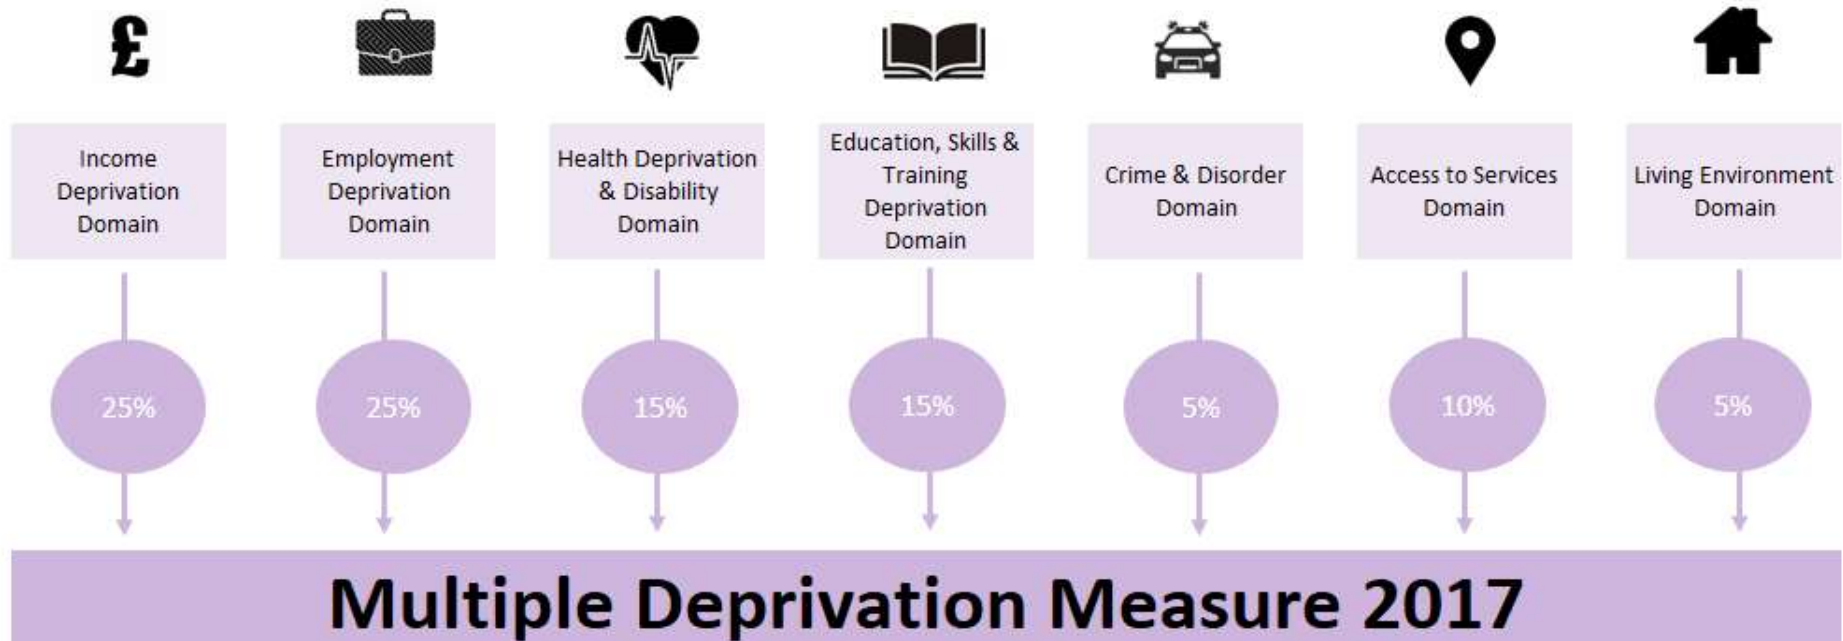 £
Income
Deprivation
Domain
Employment
Deprivation
Domain
Health Deprivation
& Disability
Domain
Education, Skills &
Training
Deprivation
Domain
Crime & Disorder
Domain
Access to Services
Domain
Living Environment
Domain
25%
25%
15%
15%
5%
10%
5%
Multiple Deprivation Measure 2017